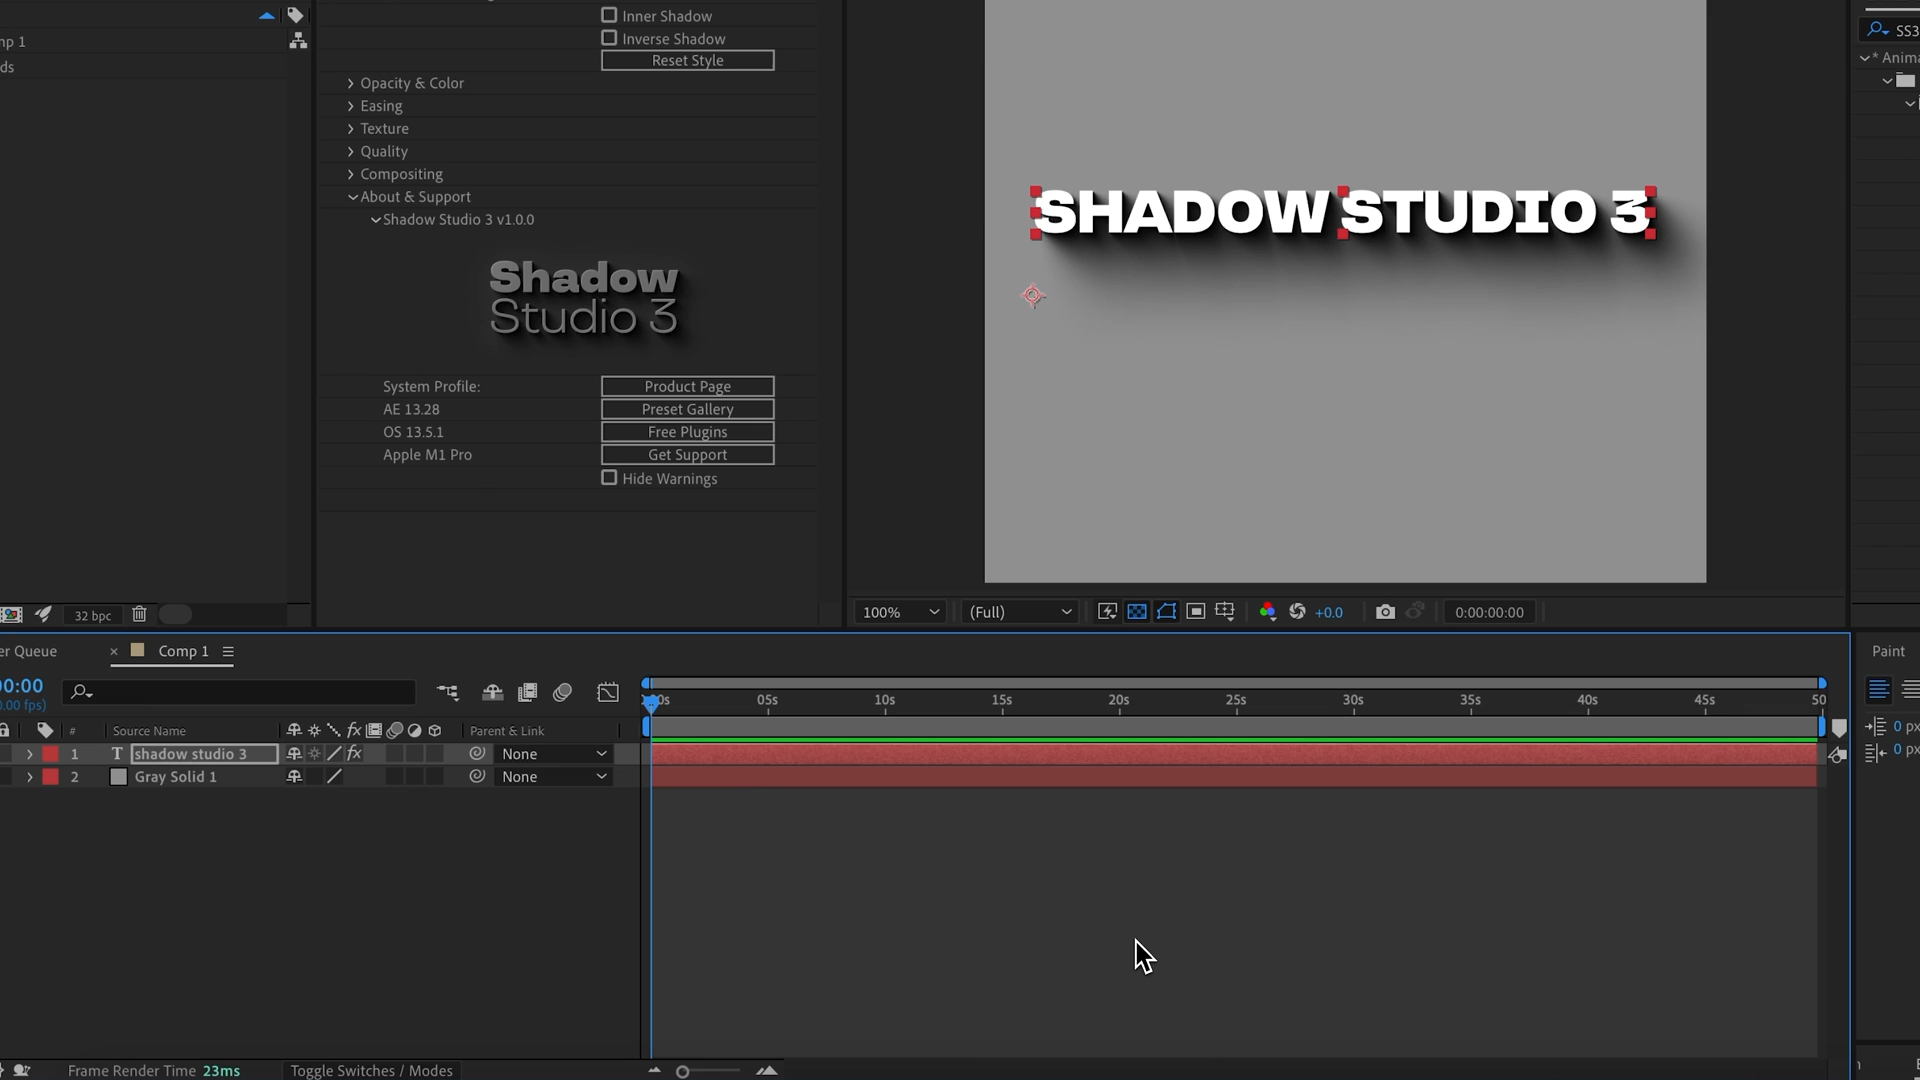 mp 1
ds
32 bpc
Inner Shadow
Inverse Shadow
Reset Style
Opacity & Color
Easing
Texture
Quality
Compositing
About & Support
Shadow Studio 3 v1.0.0
Shadow
Studio 3
System Profile: Product Page
AE 13.28 Preset Gallery
OS 13.5.1 Free Plugins
Apple M1 Pro Get Support
Hide Warnings
SHADOW STUDIO 3
100% (Full) +0.0 0:00:00:00
SS3
* Anima
er Queue × Comp 1
Paint
00:00
0.00 fps)
:00s 05s 10s 15s 20s 25s 30s 35s 40s 45s 50
# Source Name fx Parent & Link
1 T shadow studio 3 fx None
2 Gray Solid 1 None
0 px
0 px
Frame Render Time 23ms Toggle Switches / Modes